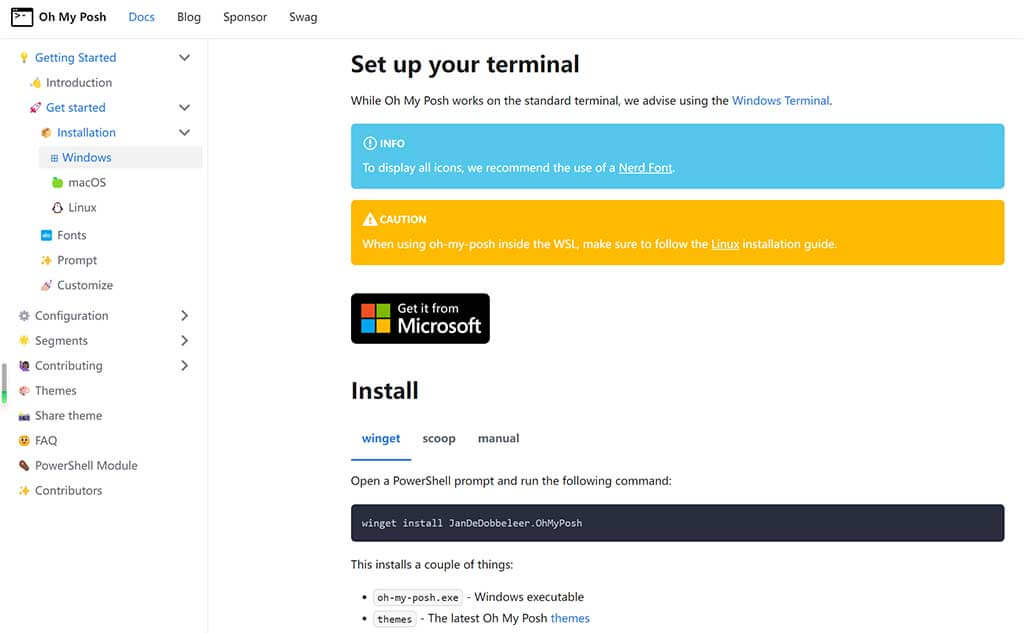 Oh My Posh Docs Blog Sponsor Swag
Getting Started
Introduction
Get started
Installation
Windows
macOS
Linux
Fonts
Prompt
Customize
Configuration
Segments
Contributing
Themes
Share theme
FAQ
PowerShell Module
Contributors
Set up your terminal
While Oh My Posh works on the standard terminal, we advise using the Windows Terminal.
INFO
To display all icons, we recommend the use of a Nerd Font.
CAUTION
When using oh-my-posh inside the WSL, make sure to follow the Linux installation guide.
Get it from
Microsoft
Install
winget scoop manual
Open a PowerShell prompt and run the following command:
winget install JanDeDobbeleer.OhMyPosh
This installs a couple of things:
• oh-my-posh.exe - Windows executable
• themes - The latest Oh My Posh themes